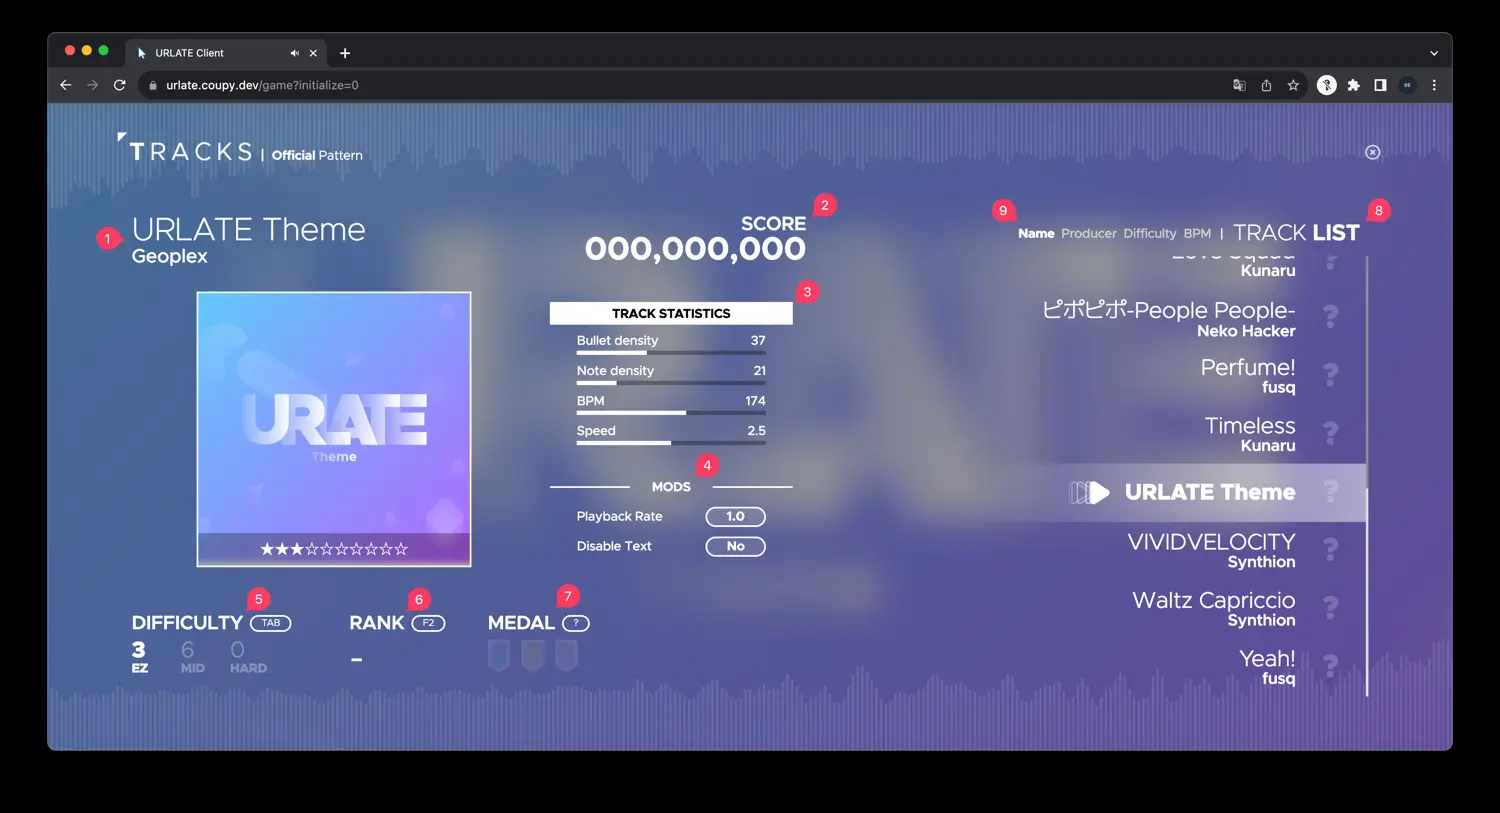 URLATE Client
urlate.coupy.dev/game?initialize=0
TRACKS | Official Pattern
1
URLATE Theme
Geoplex
URLATE
Theme
★★★☆☆☆☆☆☆☆
2
SCORE
000,000,000
3
TRACK STATISTICS
Bullet density 37
Note density 21
BPM 174
Speed 2.5
4
MODS
Playback Rate 1.0
Disable Text No
5
DIFFICULTY TAB
3 6 0
EZ MID HARD
6
RANK F2
–
7
MEDAL ?
9 8
Name Producer Difficulty BPM | TRACK LIST
Kunaru ?
ピポピポ-People People- ?
Neko Hacker
Perfume! ?
fusq
Timeless ?
Kunaru
URLATE Theme ?
VIVIDVELOCITY ?
Synthion
Waltz Capriccio ?
Synthion
Yeah! ?
fusq